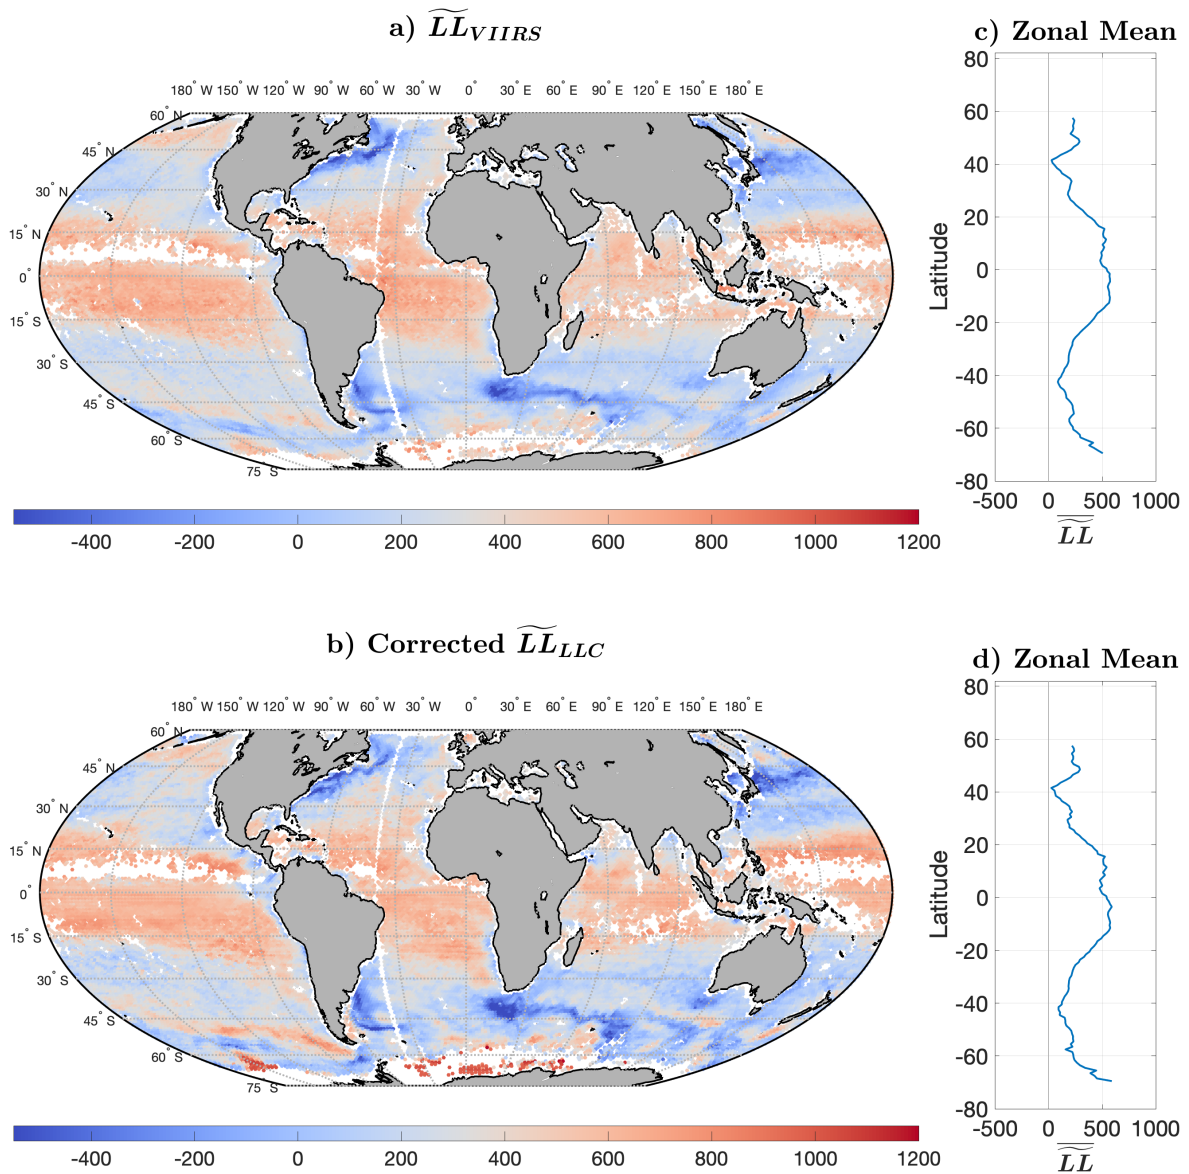 a) LL VIIRS
180° W 150° W 120° W 90° W 60° W 30° W 0° 30° E 60° E 90° E 120° E 150° E 180° E
60° N
45° N
30° N
15° N
0°
15° S
30° S
45° S
60° S
75° S
-400 -200 0 200 400 600 800 1000 1200
c) Zonal Mean
80
60
40
20
0
-20
-40
-60
-80
Latitude
-500 0 500 1000
LL
b) Corrected LL LLC
180° W 150° W 120° W 90° W 60° W 30° W 0° 30° E 60° E 90° E 120° E 150° E 180° E
60° N
45° N
30° N
15° N
0°
15° S
30° S
45° S
60° S
75° S
-400 -200 0 200 400 600 800 1000 1200
d) Zonal Mean
80
60
40
20
0
-20
-40
-60
-80
Latitude
-500 0 500 1000
LL